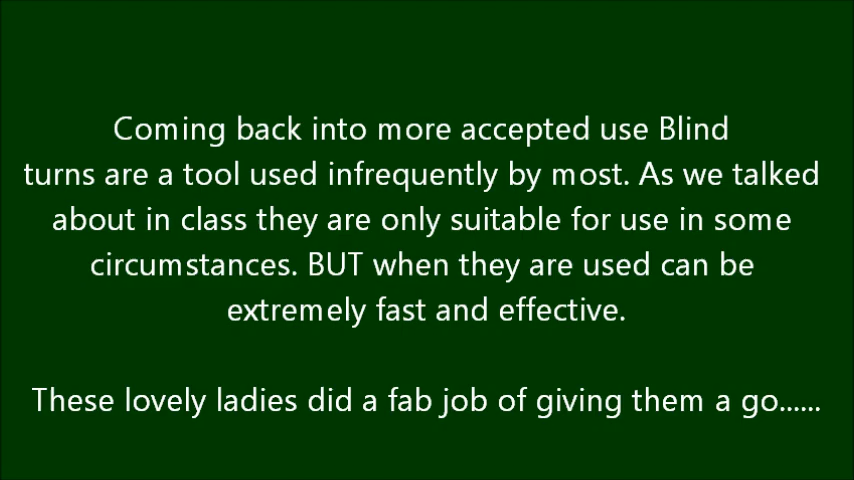 Coming back into more accepted use Blind
turns are a tool used infrequently by most. As we talked
about in class they are only suitable for use in some
circumstances. BUT when they are used can be
extremely fast and effective.
These lovely ladies did a fab job of giving them a go......